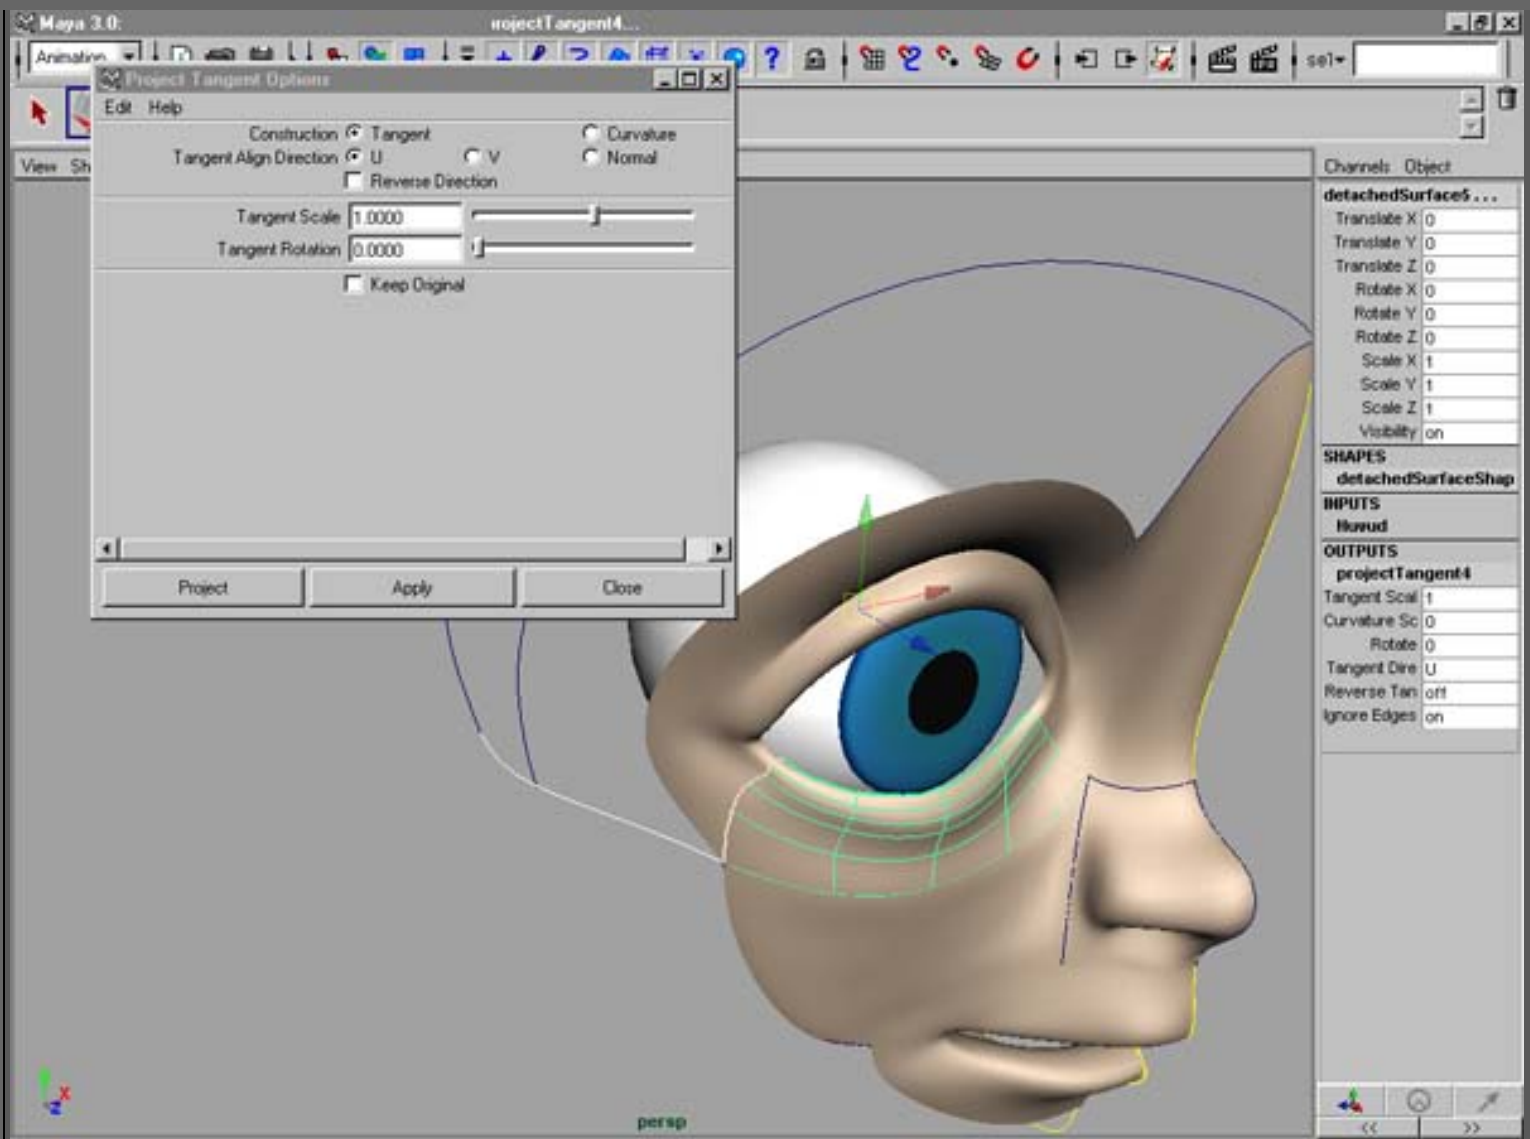 Maya 3.0: rojectTangent4...
Animation
sel
Project Tangent Options
Edit Help
Construction Tangent Curvature
Tangent Align Direction U V Normal
Reverse Direction
Tangent Scale 1.0000
Tangent Rotation 0.0000
Keep Original
Project Apply Close
View Sh
Channels Object
detachedSurface5...
Translate X 0
Translate Y 0
Translate Z 0
Rotate X 0
Rotate Y 0
Rotate Z 0
Scale X 1
Scale Y 1
Scale Z 1
Visibility on
SHAPES
detachedSurfaceShap
INPUTS
Huvud
OUTPUTS
projectTangent4
Tangent Scal 1
Curvature Sc 0
Rotate 0
Tangent Dire U
Reverse Tan off
Ignore Edges on
X
Z
persp
<< >>